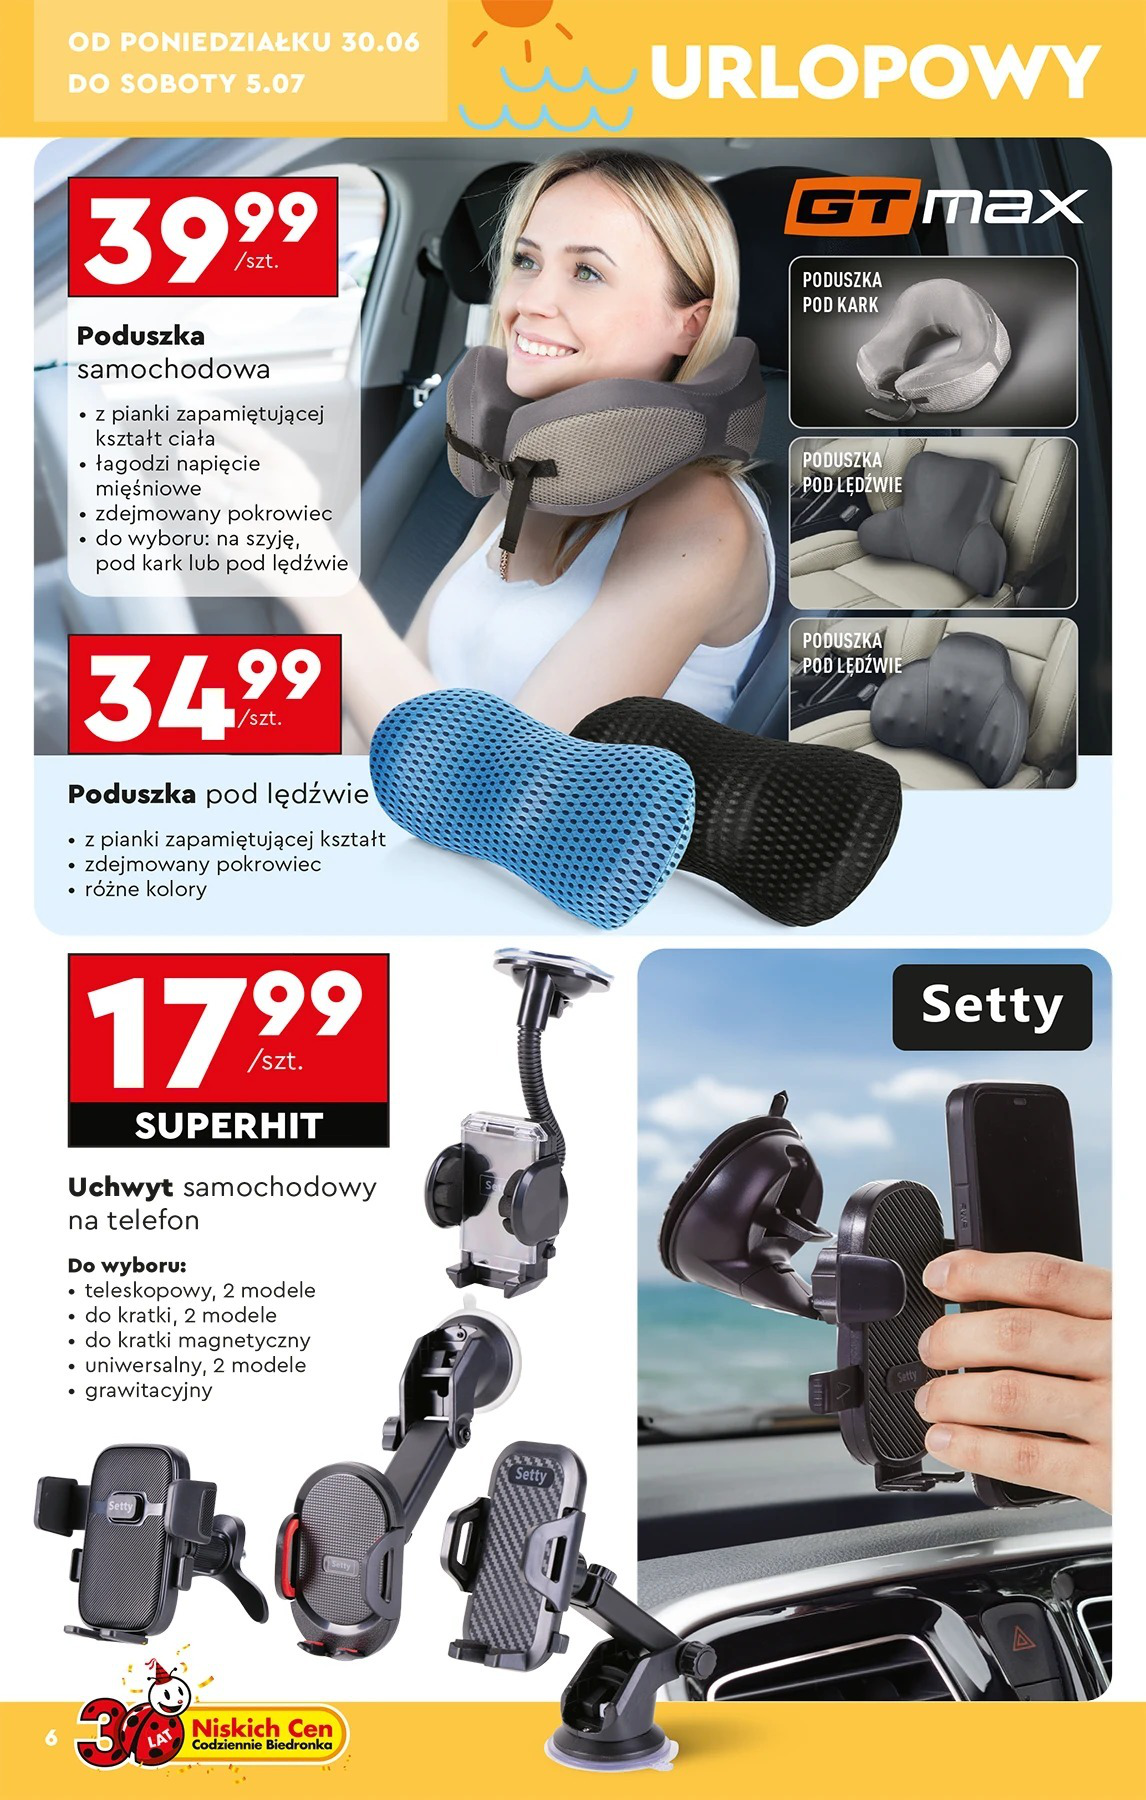 OD PONIEDZIAŁKU 30.06
DO SOBOTY 5.07
URLOPOWY
39 99
/szt.
Poduszka
samochodowa
• z pianki zapamiętującej
kształt ciała
• łagodzi napięcie
mięśniowe
• zdejmowany pokrowiec
• do wyboru: na szyję,
pod kark lub pod lędźwie
GT max
PODUSZKA
POD KARK
PODUSZKA
POD LĘDŹWIE
PODUSZKA
POD LĘDŹWIE
34 99
/szt.
Poduszka pod lędźwie
• z pianki zapamiętującej kształt
• zdejmowany pokrowiec
• różne kolory
17 99
/szt.
SUPERHIT
Uchwyt samochodowy
na telefon
Do wyboru:
• teleskopowy, 2 modele
• do kratki, 2 modele
• do kratki magnetyczny
• uniwersalny, 2 modele
• grawitacyjny
Setty
Setty
Setty
Setty
Setty
6
30 LAT
Niskich Cen
Codziennie Biedronka